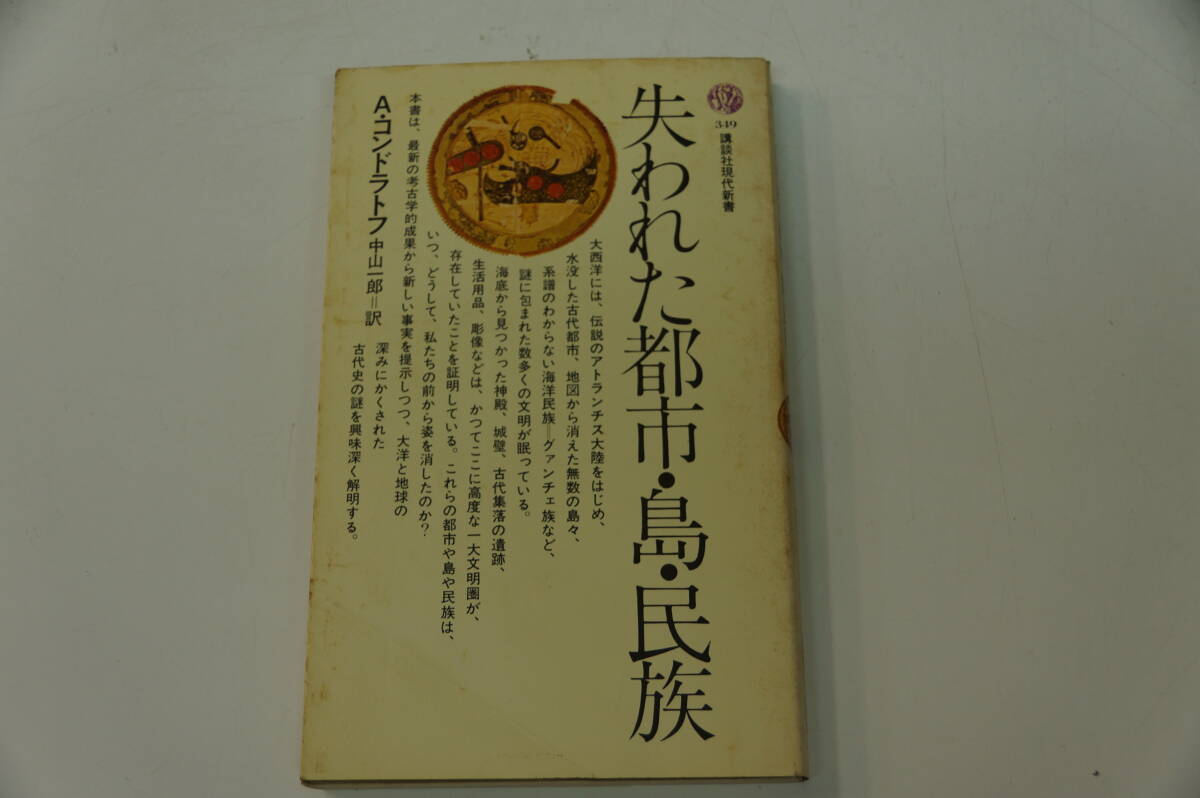 349
講談社現代新書
失われた都市・島・民族
大西洋には、伝説のアトランチス大陸をはじめ、
水没した古代都市、地図から消えた無数の島々、
系譜のわからない海洋民族＝グァンチェ族など、
謎に包まれた数多くの文明が眠っている。
海底から見つかった神殿、城壁、古代集落の遺跡、
生活用品、彫像などは、かつてここに高度な一大文明圏が、
存在していたことを証明している。これらの都市や島や民族は、
いつ、どうして、私たちの前から姿を消したのか？
本書は、最新の考古学的成果から新しい事実を提示しつつ、大洋と地球の
深みにかくされた
古代史の謎を興味深く解明する。
A・コンドラトフ 中山一郎＝訳